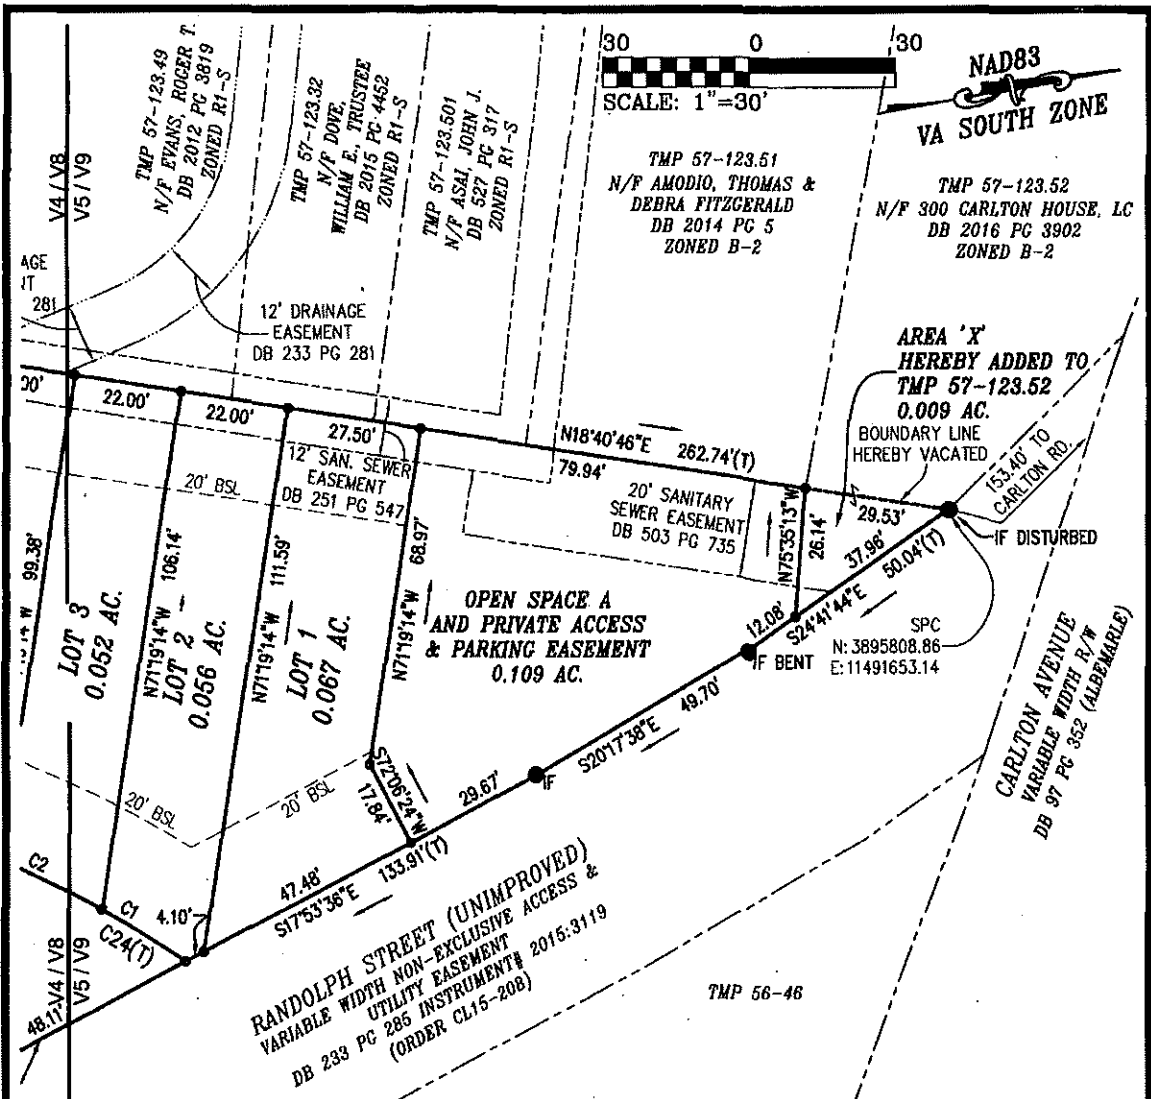 30 0 30
SCALE: 1"=30'
NAD83
VA SOUTH ZONE
TMP 57-123.49
N/F EVANS, ROGER T.
DB 2012 PG 3819
ZONED R1-S
TMP 57-123.32
N/F DOVE,
WILLIAM E., TRUSTEE
DB 2015 PG 4452
ZONED R1-S
TMP 57-123.501
N/F ASAI, JOHN J.
DB 527 PG 317
ZONED R1-S
TMP 57-123.51
N/F AMODIO, THOMAS &
DEBRA FITZGERALD
DB 2014 PG 5
ZONED B-2
TMP 57-123.52
N/F 300 CARLTON HOUSE, LC
DB 2016 PG 3902
ZONED B-2
V4 / V8
V5 / V9
AGE
IT
281
12' DRAINAGE
EASEMENT
DB 233 PG 281
AREA 'X'
HEREBY ADDED TO
TMP 57-123.52
0.009 AC.
BOUNDARY LINE
HEREBY VACATED
153.40' TO
CARLTON RD.
00'
22.00'
22.00'
27.50'
N18°40'46"E 262.74'(T)
79.94'
29.53'
12' SAN. SEWER
EASEMENT
DB 251 PG 547
20' BSL
20' SANITARY
SEWER EASEMENT
DB 503 PG 735
N75°35'13"W
26.14'
37.96'
50.04'(T)
S24°41'44"E
12.08'
IF DISTURBED
SPC
N: 3895808.86
E: 11491653.14
IF BENT
99.38'
14"W
LOT 3
0.052 AC.
106.14'
N71°19'14"W
LOT 2
0.056 AC.
111.59'
N71°19'14"W
LOT 1
0.067 AC.
68.97'
N71°19'14"W
OPEN SPACE A
AND PRIVATE ACCESS
& PARKING EASEMENT
0.109 AC.
49.70'
S20°17'38"E
IF
S72°06'24"W
17.84'
29.67'
20' BSL
20' BSL
47.48'
133.91'(T)
S17°53'36"E
C2
C1
C24(T)
4.10'
V4 / V8
V5 / V9
48.11'
RANDOLPH STREET (UNIMPROVED)
VARIABLE WIDTH NON-EXCLUSIVE ACCESS &
UTILITY EASEMENT
DB 233 PG 285 INSTRUMENT# 2015:3119
(ORDER CL15-208)
TMP 56-46
CARLTON AVENUE
VARIABLE WIDTH R/W
DB 97 PG 352 (ALBEMARLE)